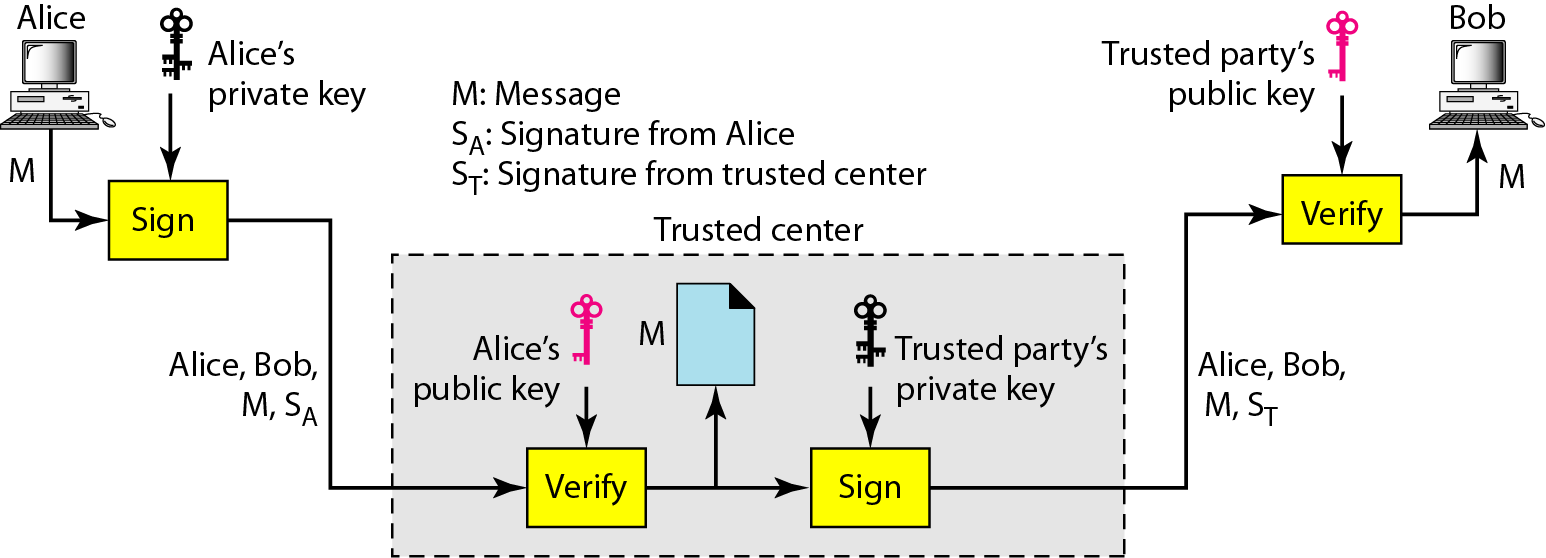 Alice
Alice's
private key
M
Sign
M: Message
S_A: Signature from Alice
S_T: Signature from trusted center
Trusted party's
public key
Bob
M
Verify
Trusted center
Alice, Bob,
M, S_A
Alice's
public key
M
Trusted party's
private key
Verify
Sign
Alice, Bob,
M, S_T